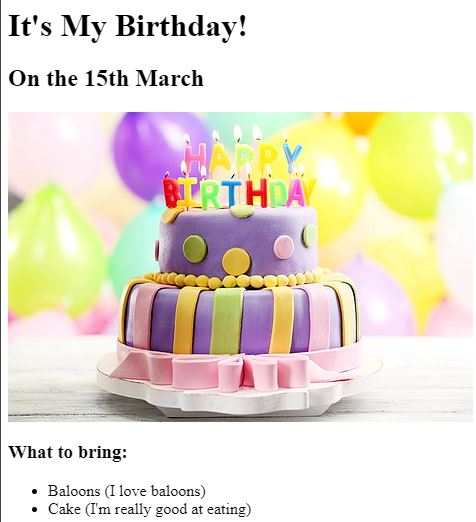 It's My Birthday!
On the 15th March
HAPPY
BIRTHDAY
What to bring:
Baloons (I love baloons)
Cake (I'm really good at eating)